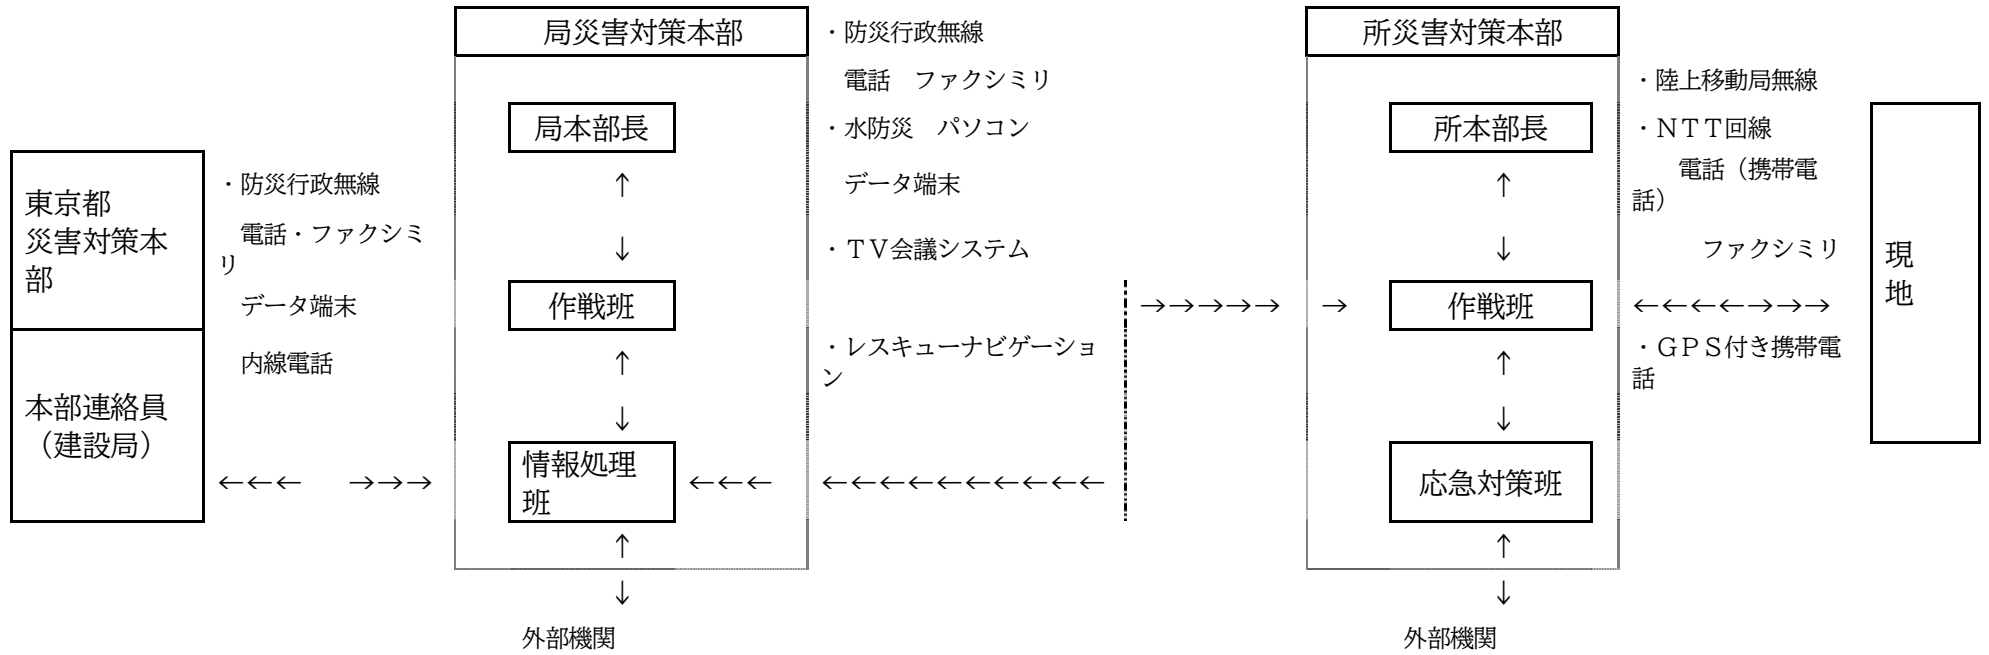 東京都
災害対策本
部
本部連絡員
（建設局）
・防災行政無線
電話・ファクシミ
リ
データ端末
内線電話
←←← →→→
局災害対策本部
局本部長
↑
↓
作戦班
↑
↓
情報処理
班
←←←
↑
↓
外部機関
・防災行政無線
電話　ファクシミリ
・水防災　パソコン
データ端末
・ＴＶ会議システム
・レスキューナビゲーショ
ン
←←←←←←←←←←
→→→→→
所災害対策本部
所本部長
↑
↓
→
作戦班
↑
↓
応急対策班
↑
↓
外部機関
・陸上移動局無線
・ＮＴＴ回線
電話（携帯電
話）
ファクシミリ
←←←←→→→
・ＧＰＳ付き携帯電
話
現
地